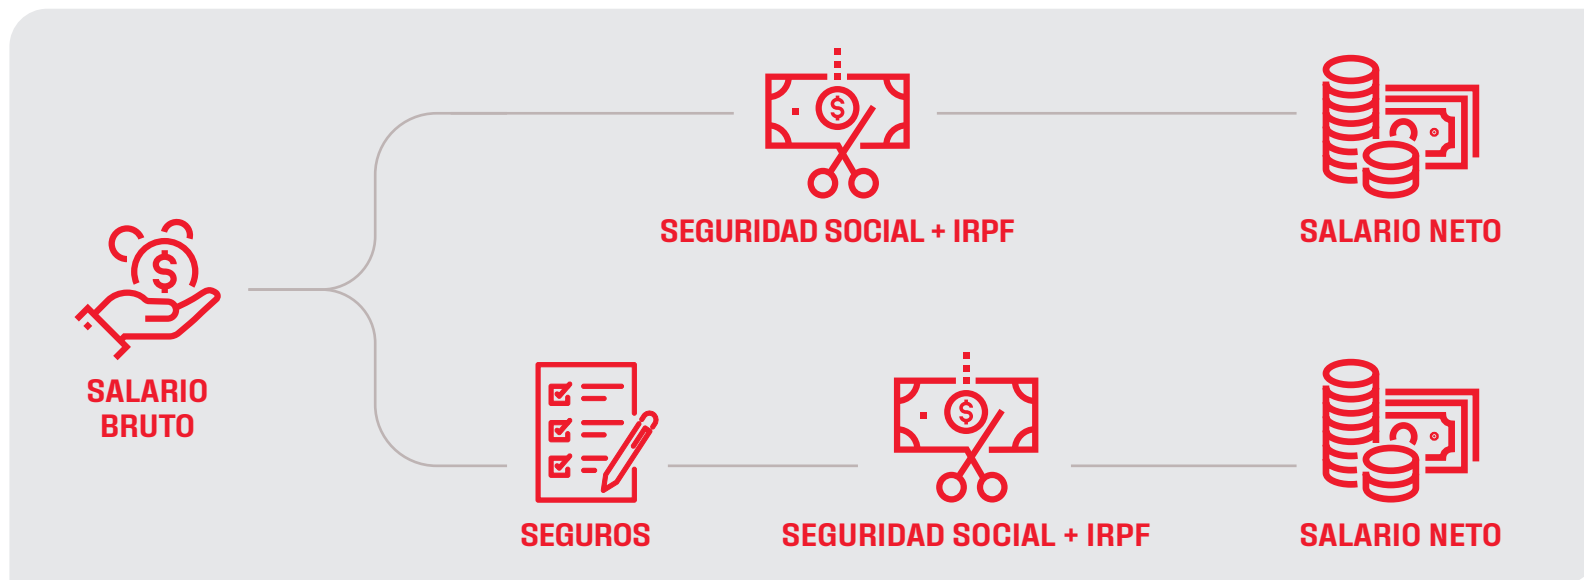 SEGURIDAD SOCIAL + IRPF
SALARIO NETO
SALARIO
BRUTO
SEGUROS
SEGURIDAD SOCIAL + IRPF
SALARIO NETO